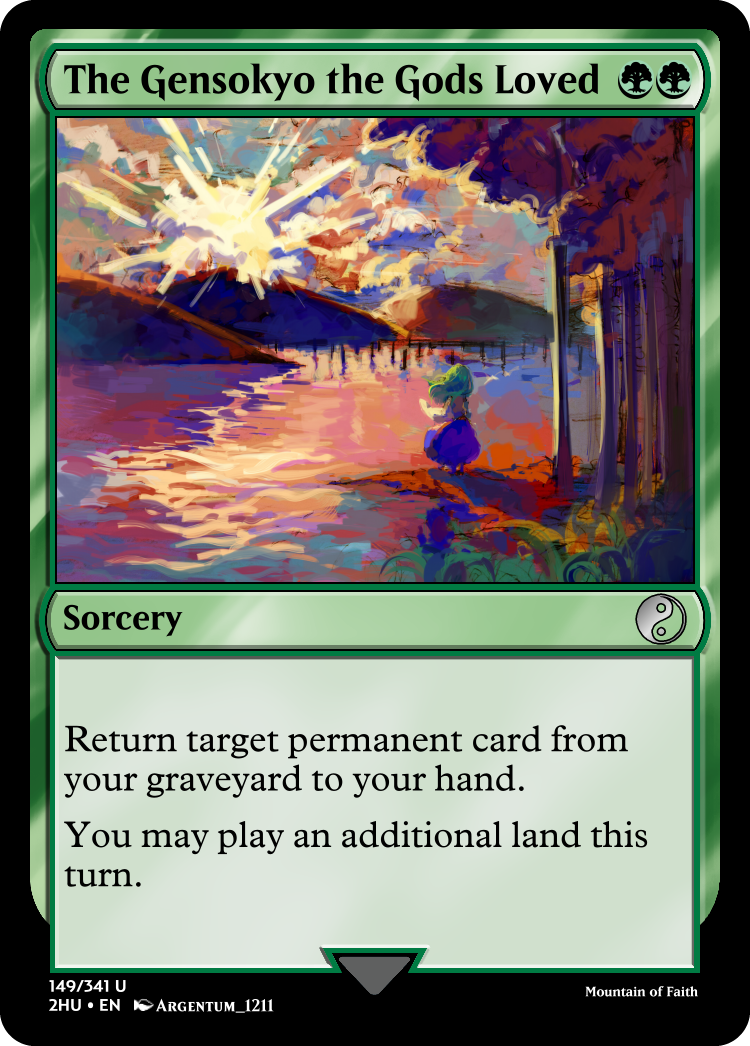 The Gensokyo the Gods Loved
Sorcery
Return target permanent card from
your graveyard to your hand.
You may play an additional land this
turn.
149/341 U
2HU • EN Argentum_1211
Mountain of Faith